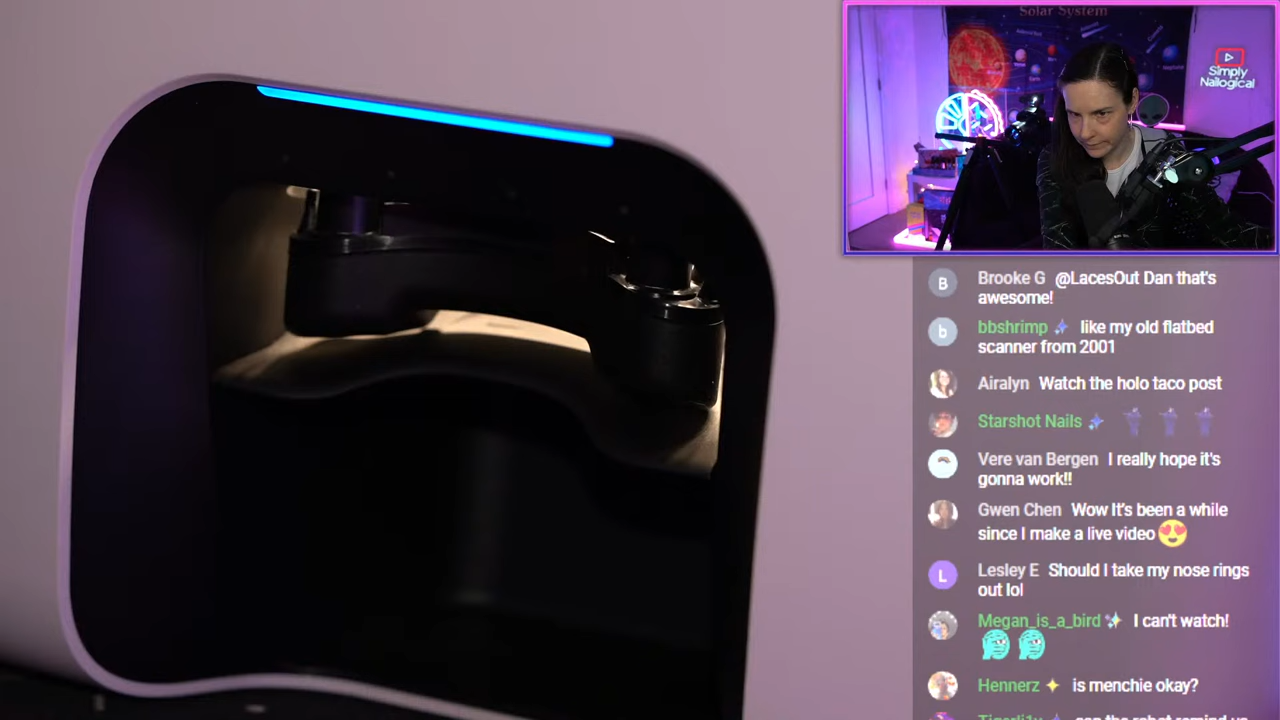 Solar System
Simply
Nailogical
B
Brooke G @LacesOut Dan that's
awesome!
b
bbshrimp like my old flatbed
scanner from 2001
Airalyn Watch the holo taco post
Starshot Nails
Vere van Bergen I really hope it's
gonna work!!
Gwen Chen Wow It's been a while
since I make a live video
L
Lesley E Should I take my nose rings
out lol
Megan_is_a_bird I can't watch!
Hennerz is menchie okay?